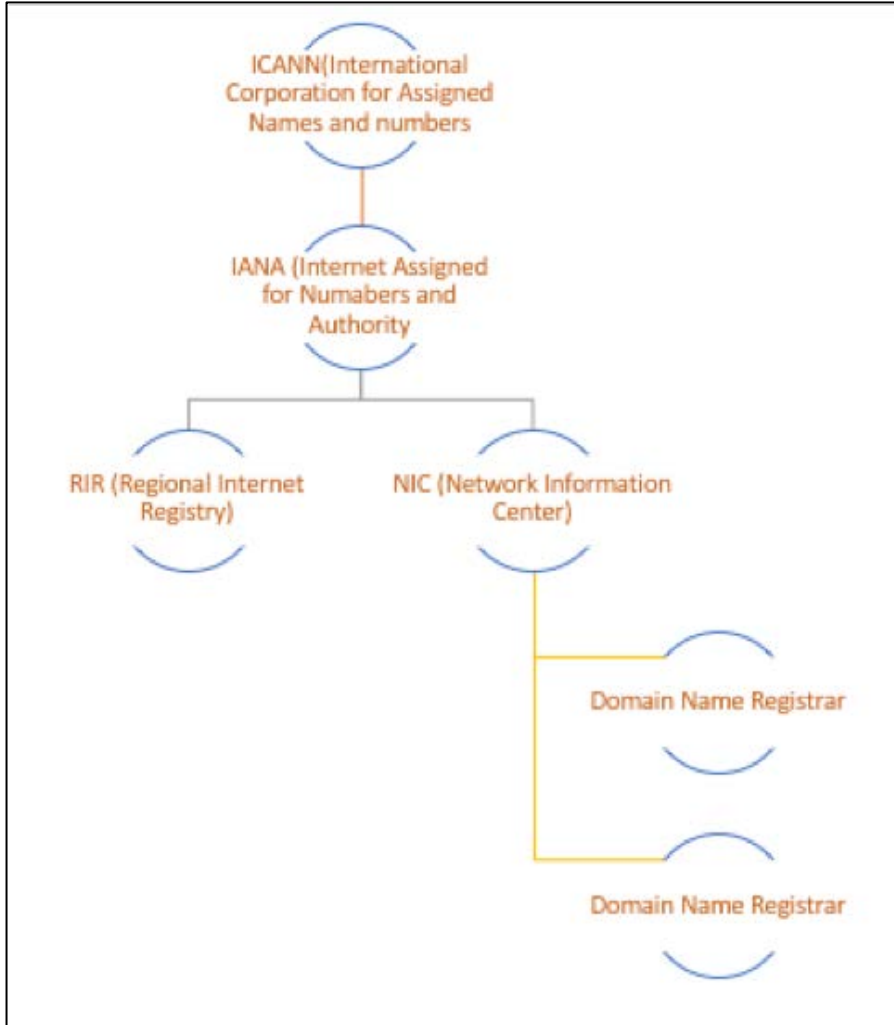 ICANN(International
Corporation for Assigned
Names and numbers
IANA (Internet Assigned
for Numabers and
Authority
RIR (Regional Internet
Registry)
NIC (Network Information
Center)
Domain Name Registrar
Domain Name Registrar